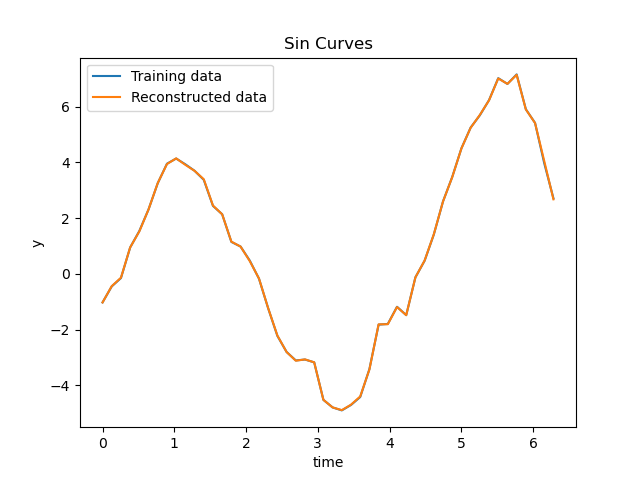 Sin Curves
Training data
Reconstructed data
6
4
2
0
−2
−4
y
0 1 2 3 4 5 6
time